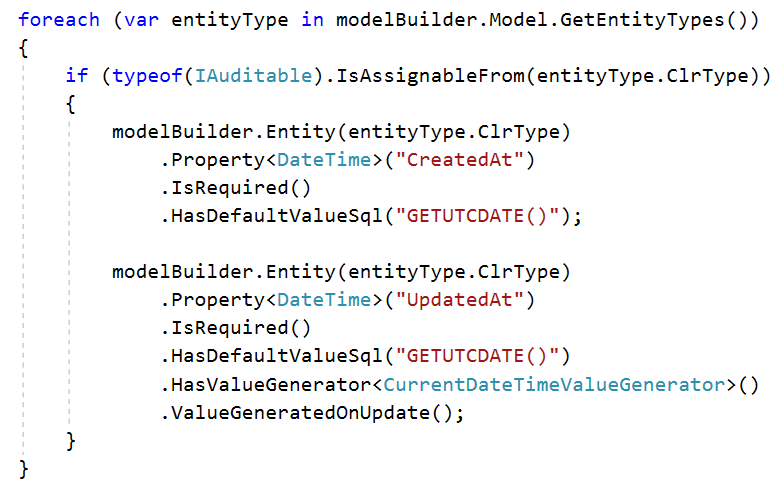 foreach (var entityType in modelBuilder.Model.GetEntityTypes())
{
    if (typeof(IAuditable).IsAssignableFrom(entityType.ClrType))
    {
        modelBuilder.Entity(entityType.ClrType)
            .Property<DateTime>("CreatedAt")
            .IsRequired()
            .HasDefaultValueSql("GETUTCDATE()");

        modelBuilder.Entity(entityType.ClrType)
            .Property<DateTime>("UpdatedAt")
            .IsRequired()
            .HasDefaultValueSql("GETUTCDATE()")
            .HasValueGenerator<CurrentDateTimeValueGenerator>()
            .ValueGeneratedOnUpdate();
    }
}